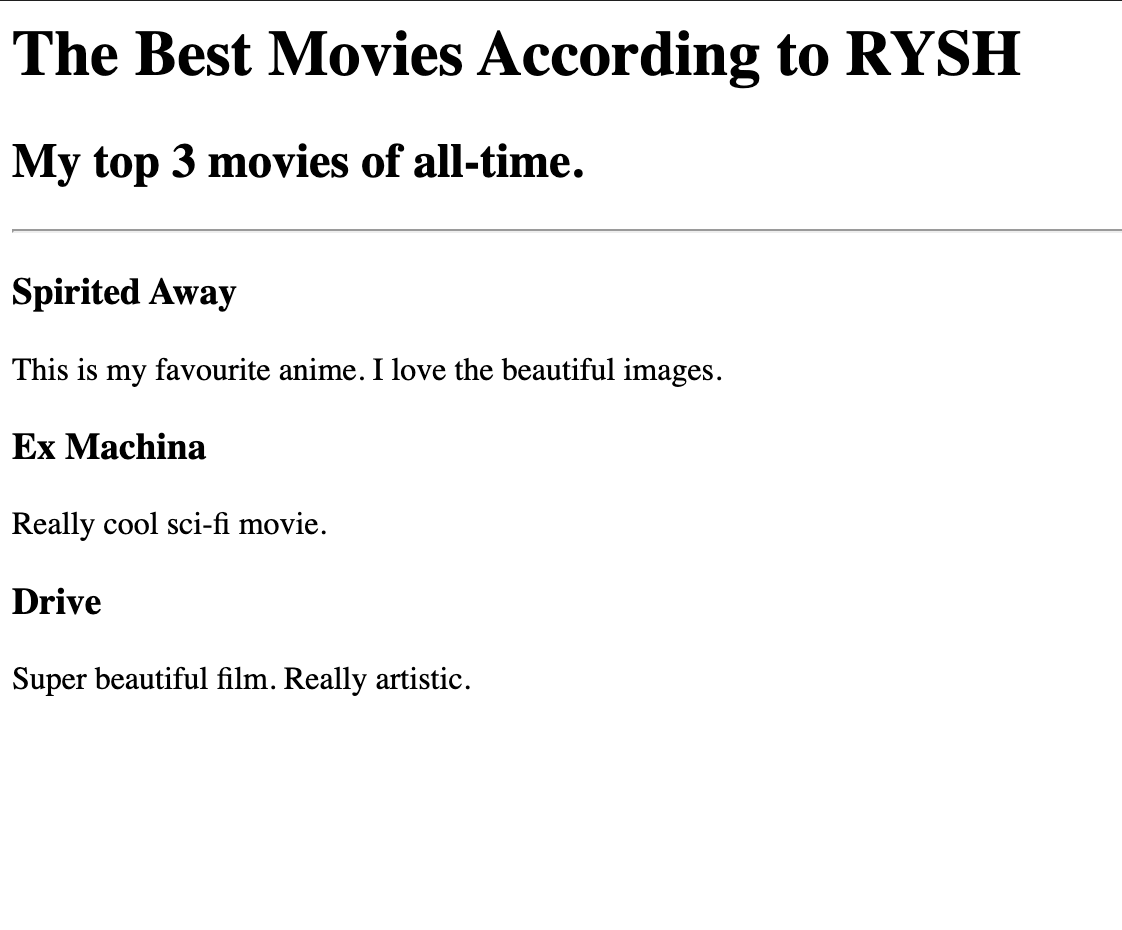 The Best Movies According to RYSH
My top 3 movies of all-time.
Spirited Away
This is my favourite anime. I love the beautiful images.
Ex Machina
Really cool sci-fi movie.
Drive
Super beautiful film. Really artistic.